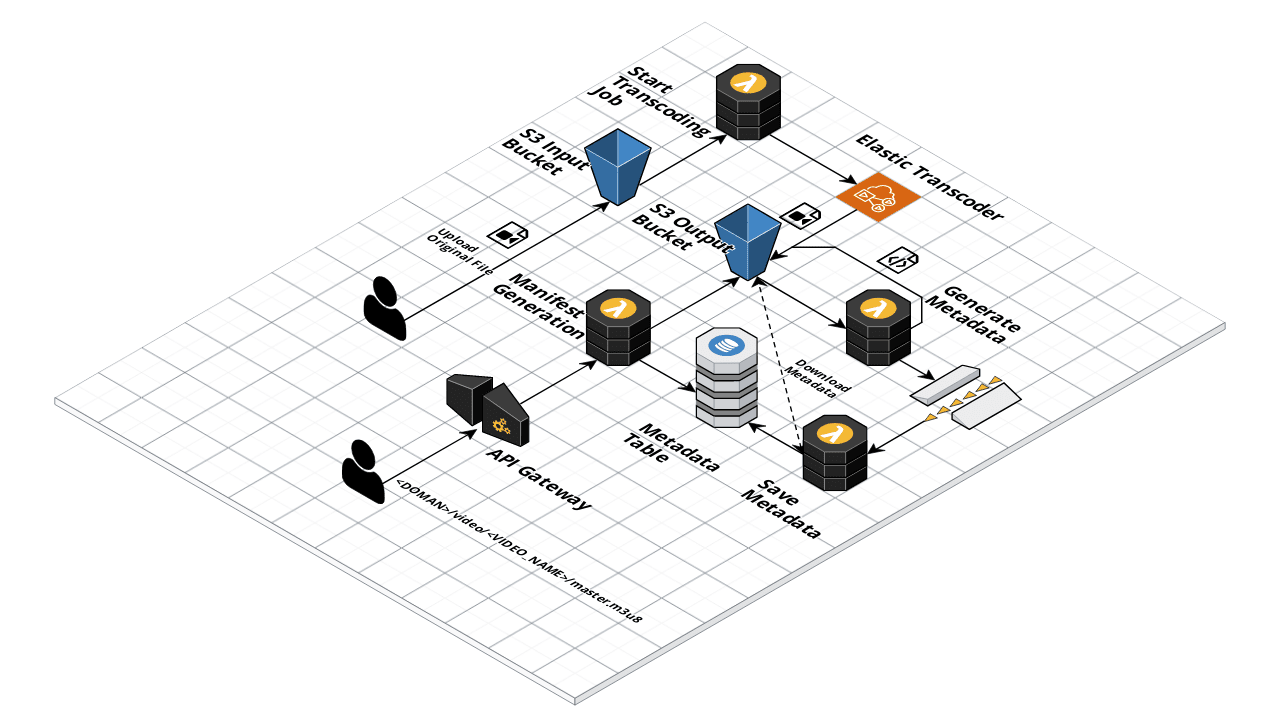 Start
Transcoding
Job
S3 Input
Bucket
Elastic Transcoder
S3 Output
Bucket
Upload
Original File
Manifest
Generation
Generate
Metadata
Download
Metadata
Metadata
Table
API Gateway
Save
Metadata
<DOMAN>/video/<VIDEO_NAME>/master.m3u8